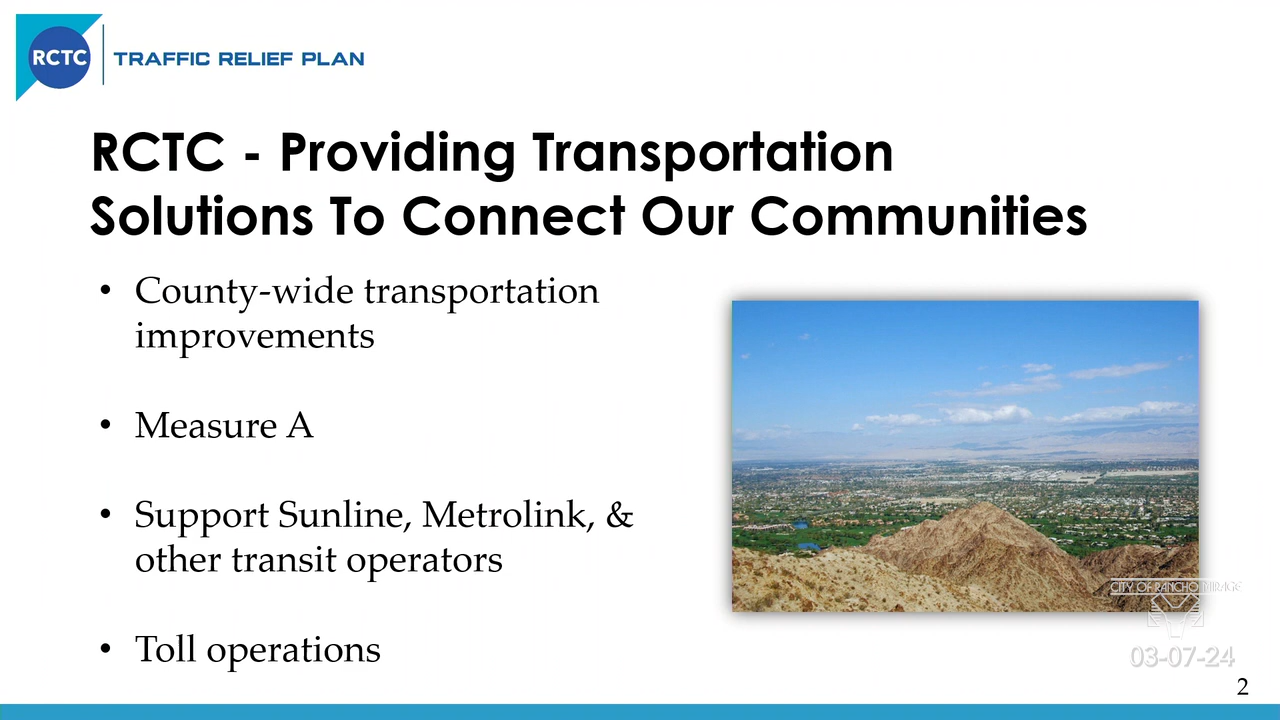 RCTC
TRAFFIC RELIEF PLAN
RCTC - Providing Transportation
Solutions To Connect Our Communities
• County-wide transportation
improvements
• Measure A
• Support Sunline, Metrolink, &
other transit operators
• Toll operations
CITY OF RANCHO MIRAGE
03-07-24
2